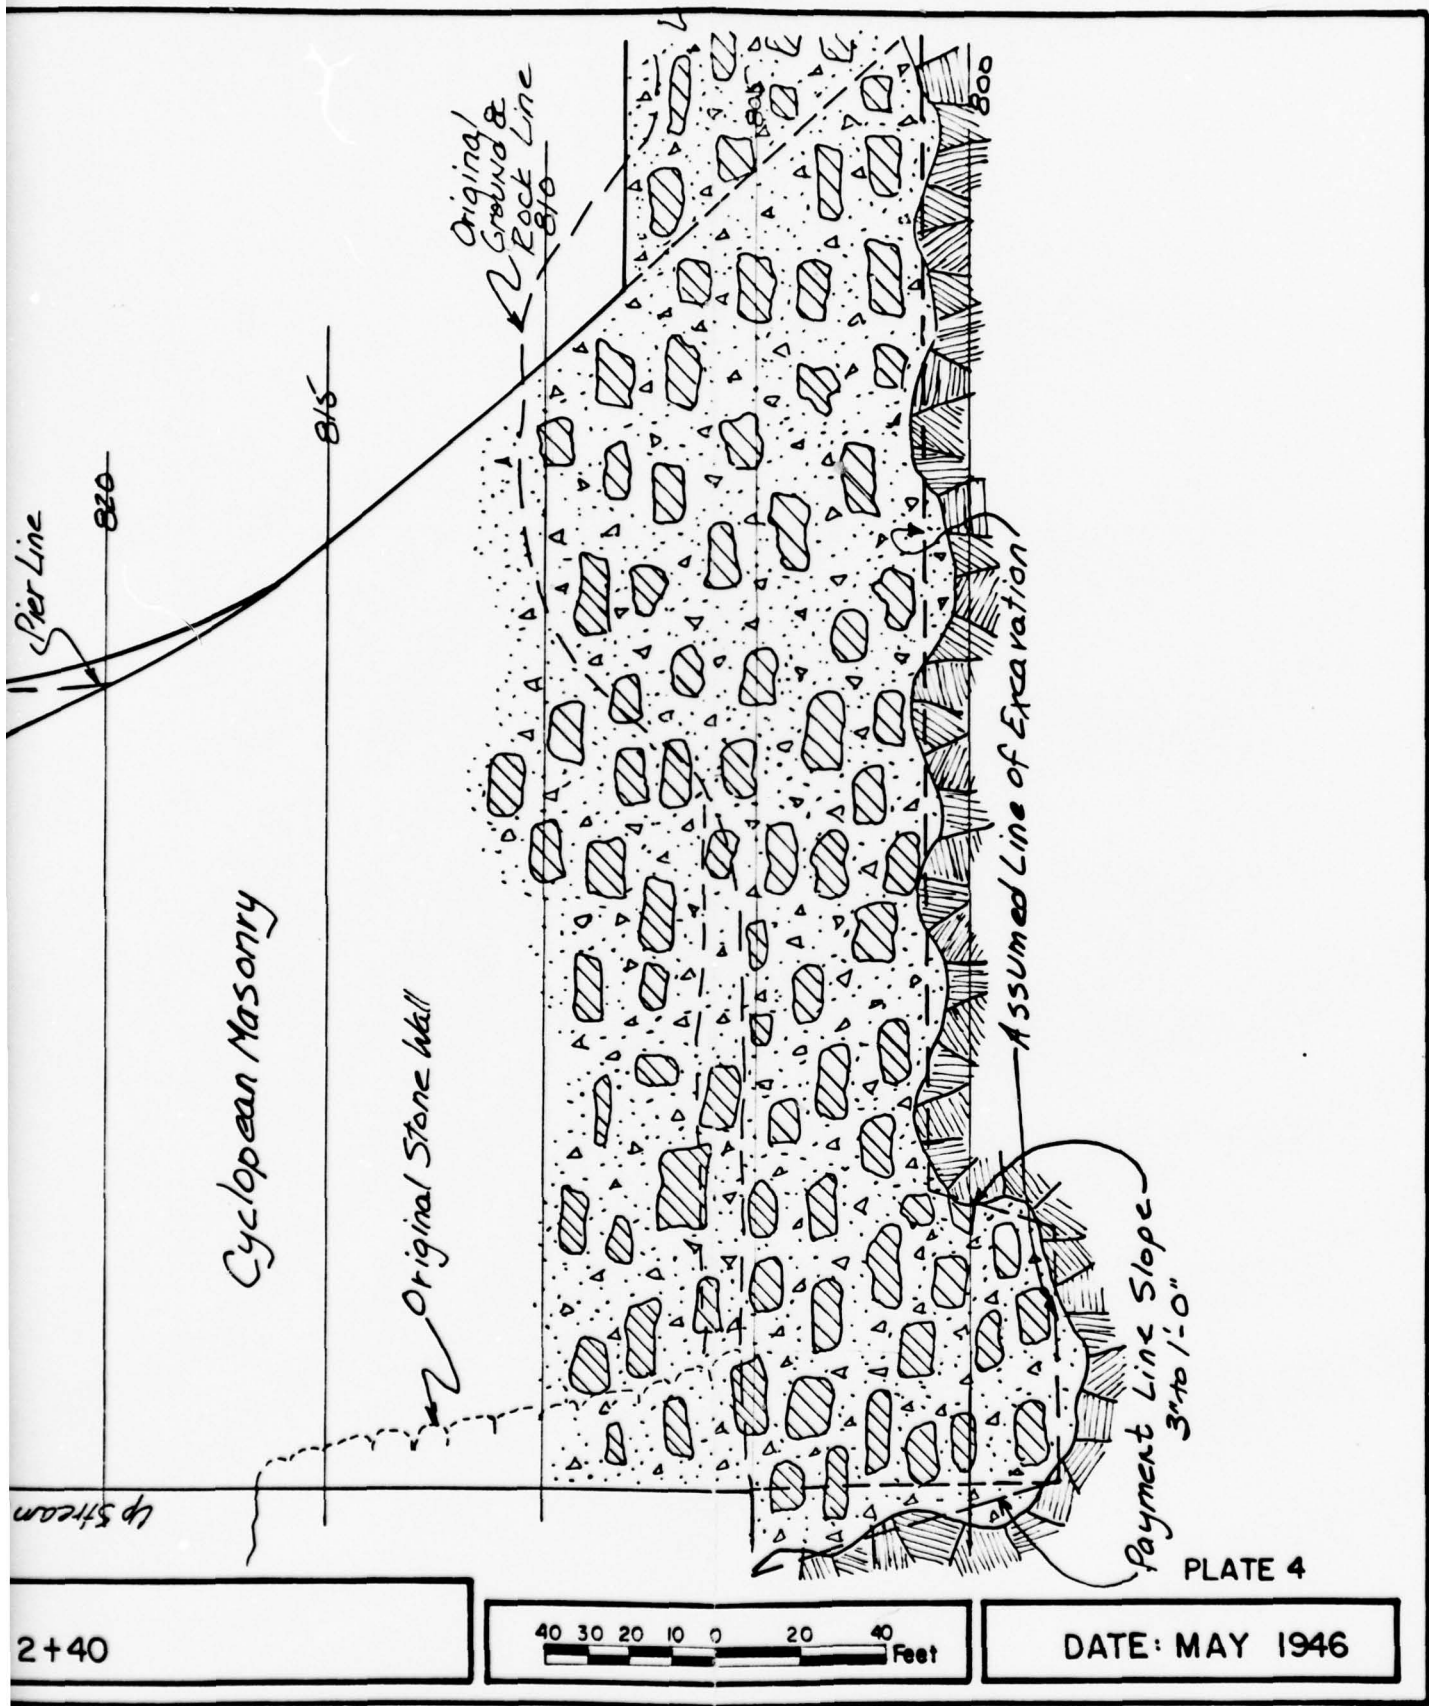 Original
Ground &
Rock Line
810
805
800
815
820
Pier Line
Assumed Line of Excavation
Cyclopean Masonry
Original Stone Wall
Payment Line Slope
3" to 1'-0"
Up Stream
PLATE 4
2+40
40 30 20 10 0 20 40
Feet
DATE: MAY 1946